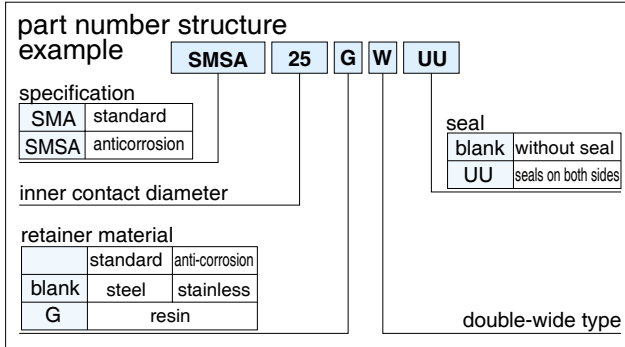 part number structure
example
SMSA 25 G W UU
specification
SMA standard
SMSA anticorrosion
seal
blank without seal
UU seals on both sides
inner contact diameter
retainer material
standard anti-corrosion
blank steel stainless
G resin
double-wide type